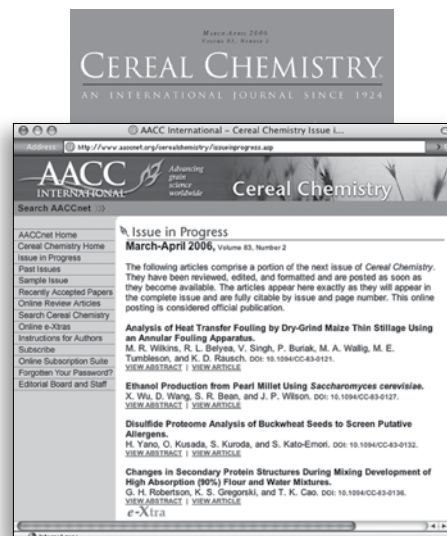 MARCH-APRIL 2006
VOLUME 83, NUMBER 2
CEREAL CHEMISTRY
AN INTERNATIONAL JOURNAL SINCE 1924
AACC International – Cereal Chemistry Issue i...
Address http://www.aaccnet.org/cerealchemistry/issueinprogress.asp
AACC
INTERNATIONAL
Advancing
grain
science
worldwide
Cereal Chemistry
Search AACCnet
AACCnet Home
Cereal Chemistry Home
Issue in Progress
Past Issues
Sample Issue
Recently Accepted Papers
Online Review Articles
Search Cereal Chemistry
Online e-Xtras
Instructions for Authors
Subscribe
Online Subscription Suite
Forgotten Your Password?
Editorial Board and Staff
Issue in Progress
March-April 2006, Volume 83, Number 2
The following articles comprise a portion of the next issue of Cereal Chemistry.
They have been reviewed, edited, and formatted and are posted as soon as
they become available. The articles appear here exactly as they will appear in
the complete issue and are fully citable by issue and page number. This online
posting is considered official publication.
Analysis of Heat Transfer Fouling by Dry-Grind Maize Thin Stillage Using
an Annular Fouling Apparatus.
M. R. Wilkins, R. L. Belyea, V. Singh, P. Buriak, M. A. Wallig, M. E.
Tumbleson, and K. D. Rausch. DOI: 10.1094/CC-83-0121.
VIEW ABSTRACT | VIEW ARTICLE
Ethanol Production from Pearl Millet Using Saccharomyces cerevisiae.
X. Wu, D. Wang, S. R. Bean, and J. P. Wilson. DOI: 10.1094/CC-83-0127.
VIEW ABSTRACT | VIEW ARTICLE
Disulfide Proteome Analysis of Buckwheat Seeds to Screen Putative
Allergens.
H. Yano, O. Kusada, S. Kuroda, and S. Kato-Emori. DOI: 10.1094/CC-83-0132.
VIEW ABSTRACT | VIEW ARTICLE
Changes in Secondary Protein Structures During Mixing Development of
High Absorption (90%) Flour and Water Mixtures.
G. H. Robertson, K. S. Gregorski, and T. K. Cao. DOI: 10.1094/CC-83-0136.
VIEW ABSTRACT | VIEW ARTICLE
e-Xtra